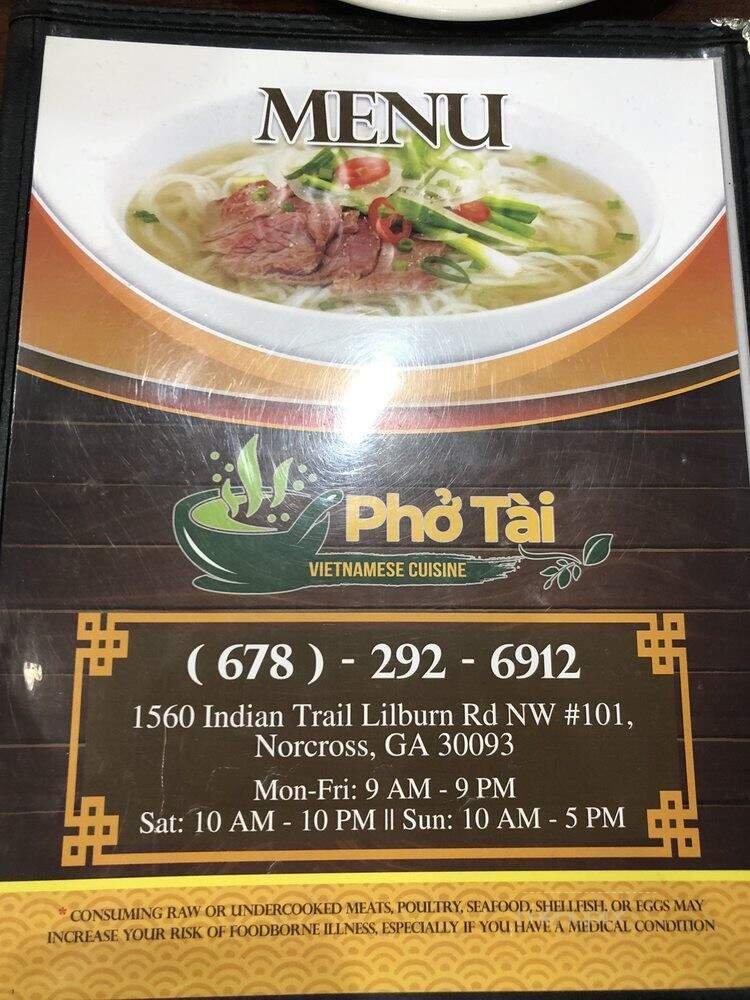 MENU
Phở Tài
VIETNAMESE CUISINE
( 678 ) - 292 - 6912
1560 Indian Trail Lilburn Rd NW #101,
Norcross, GA 30093
Mon-Fri: 9 AM - 9 PM
Sat: 10 AM - 10 PM || Sun: 10 AM - 5 PM
* CONSUMING RAW OR UNDERCOOKED MEATS, POULTRY, SEAFOOD, SHELLFISH, OR EGGS MAY
INCREASE YOUR RISK OF FOODBORNE ILLNESS, ESPECIALLY IF YOU HAVE A MEDICAL CONDITION